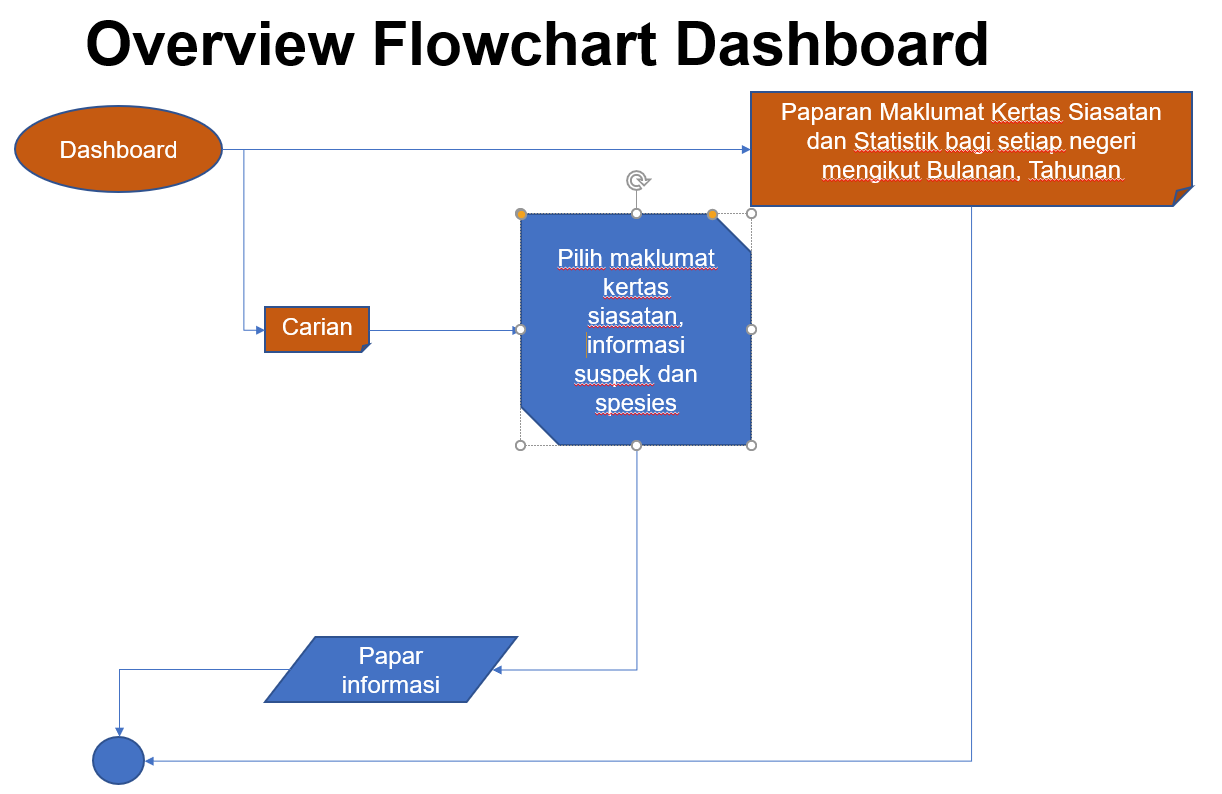 Overview Flowchart Dashboard
Dashboard
Paparan Maklumat Kertas Siasatan
dan Statistik bagi setiap negeri
mengikut Bulanan, Tahunan
Carian
Pilih maklumat
kertas
siasatan,
informasi
suspek dan
spesies
Papar
informasi